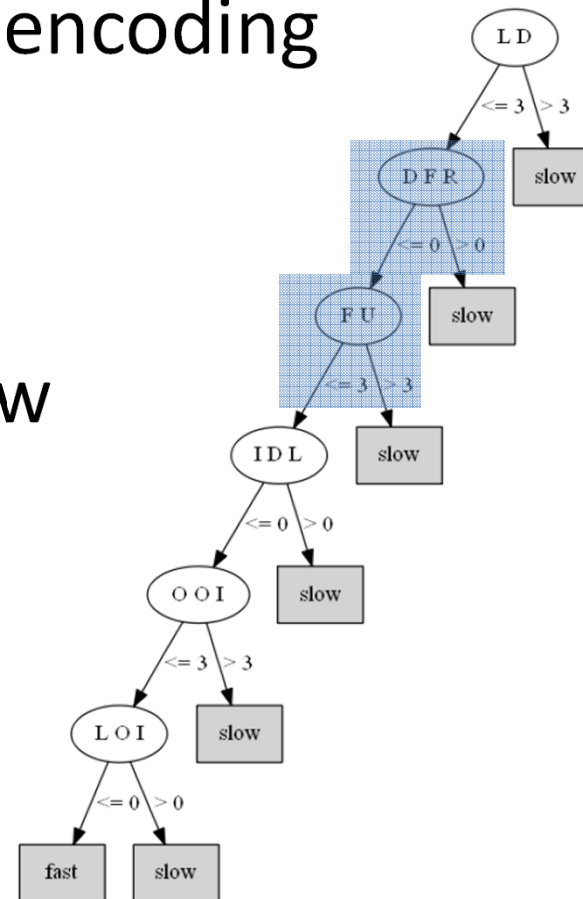 encoding
L D
<= 3 > 3
D F R
slow
<= 0 > 0
F U
slow
w
<= 3 > 3
I D L
slow
<= 0 > 0
O O I
slow
<= 3 > 3
L O I
slow
<= 0 > 0
fast
slow